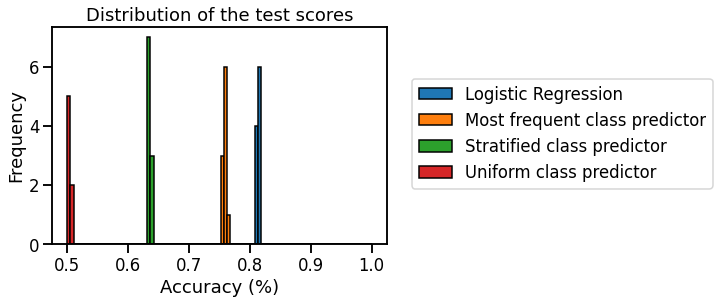 Distribution of the test scores
Frequency
6
4
2
0
0.5 0.6 0.7 0.8 0.9 1.0
Accuracy (%)
Logistic Regression
Most frequent class predictor
Stratified class predictor
Uniform class predictor